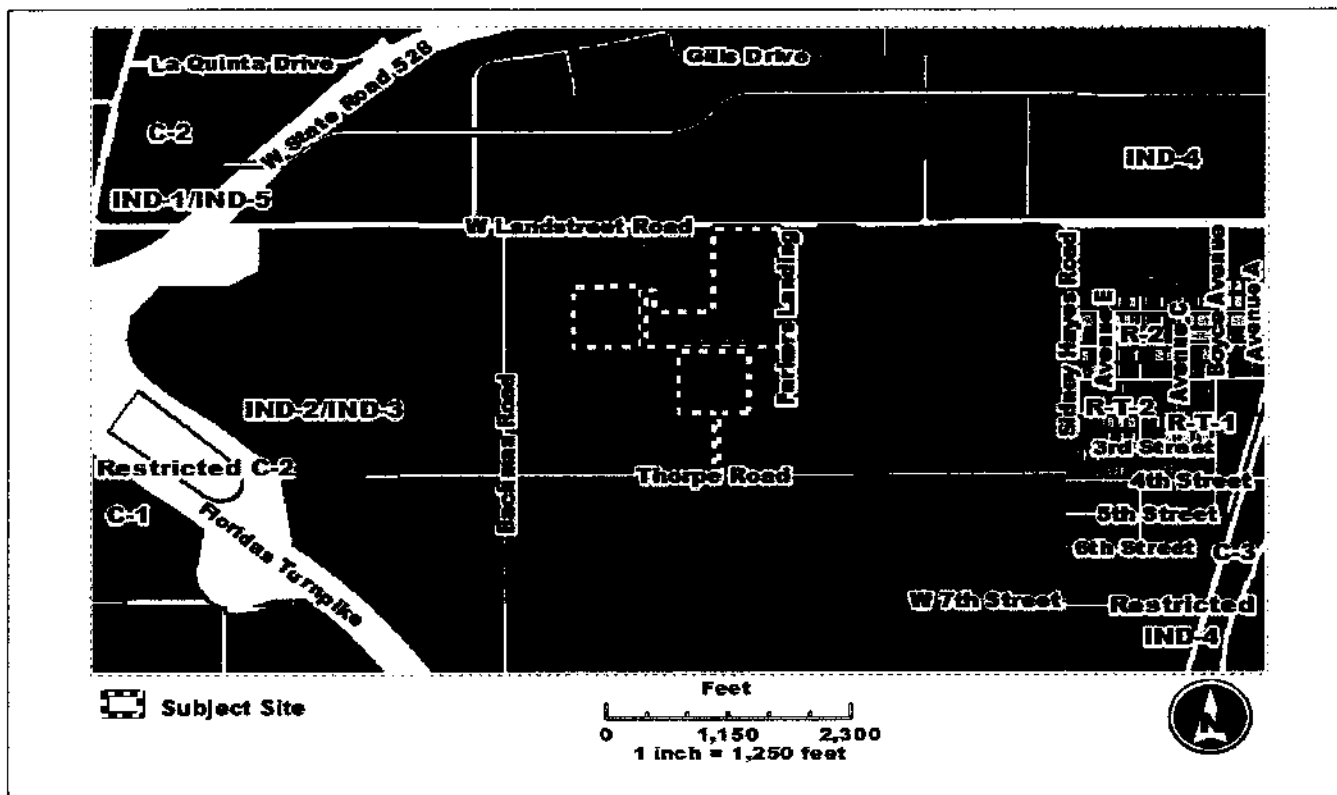 La Quinta Drive
W State Road 528
Gills Drive
C-2
IND-4
IND-1/IND-5
W Landstreet Road
Parkers Landing
Sidney Hayes Road
Avenue E
Avenue C
Boyce Avenue
Avenue A
R-2
Bachman Road
IND-2/IND-3
R-T-2
R-T-1
3rd Street
Restricted C-2
Thorpe Road
4th Street
C-1
Floridas Turnpike
5th Street
6th Street
C-3
W 7th Street
Restricted
IND-4
Subject Site
Feet
0 1,150 2,300
1 inch = 1,250 feet
N